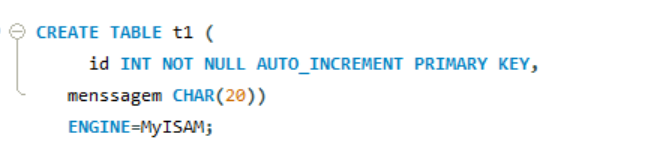 CREATE TABLE t1 (
id INT NOT NULL AUTO_INCREMENT PRIMARY KEY,
menssagem CHAR(20))
ENGINE=MyISAM;